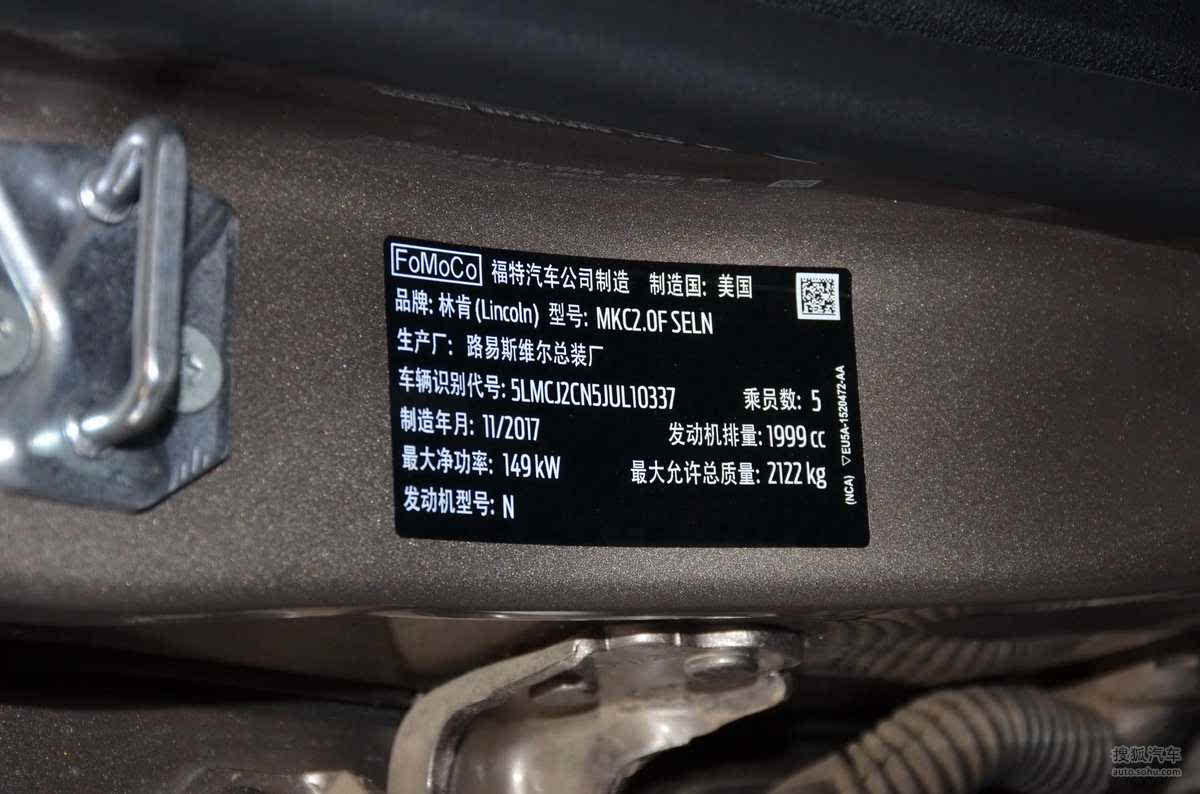 FoMoCo 福特汽车公司制造 制造国: 美国
品牌: 林肯(Lincoln) 型号: MKC2.0F SELN
生产厂: 路易斯维尔总装厂
车辆识别代号: 5LMCJ2CN5JUL10337 乘员数: 5
制造年月: 11/2017 发动机排量: 1999 cc
最大净功率: 149 kW 最大允许总质量: 2122 kg
发动机型号: N
(NCA) ▽EU5A-1520472-AA
搜狐汽车
auto.sohu.com